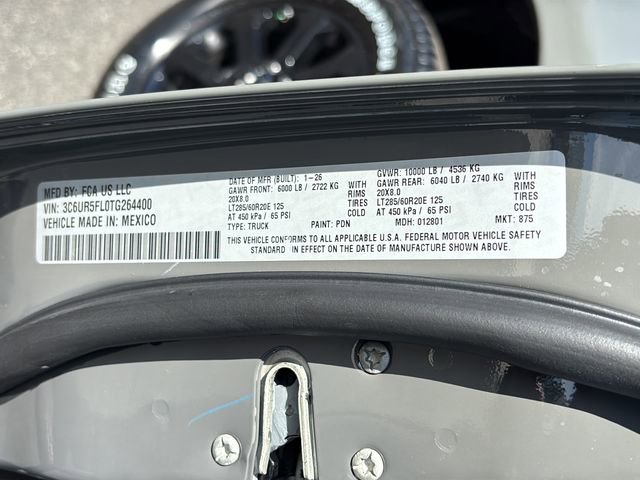 MFD BY: FCA US LLC
VIN: 3C6UR5FL0TG264400
VEHICLE MADE IN: MEXICO
DATE OF MFR (BUILT): 1-26
GAWR FRONT: 6000 LB / 2722 KG WITH
20X8.0 RIMS
LT285/60R20E 125 TIRES
AT 450 kPa / 65 PSI COLD
TYPE: TRUCK PAINT: PDN
GVWR: 10000 LB / 4536 KG
GAWR REAR: 6040 LB / 2740 KG WITH
20X8.0 RIMS
LT285/60R20E 125 TIRES
AT 450 kPa / 65 PSI COLD
MDH: 012801 MKT: 875
THIS VEHICLE CONFORMS TO ALL APPLICABLE U.S.A. FEDERAL MOTOR VEHICLE SAFETY
STANDARD IN EFFECT ON THE DATE OF MANUFACTURE SHOWN ABOVE.